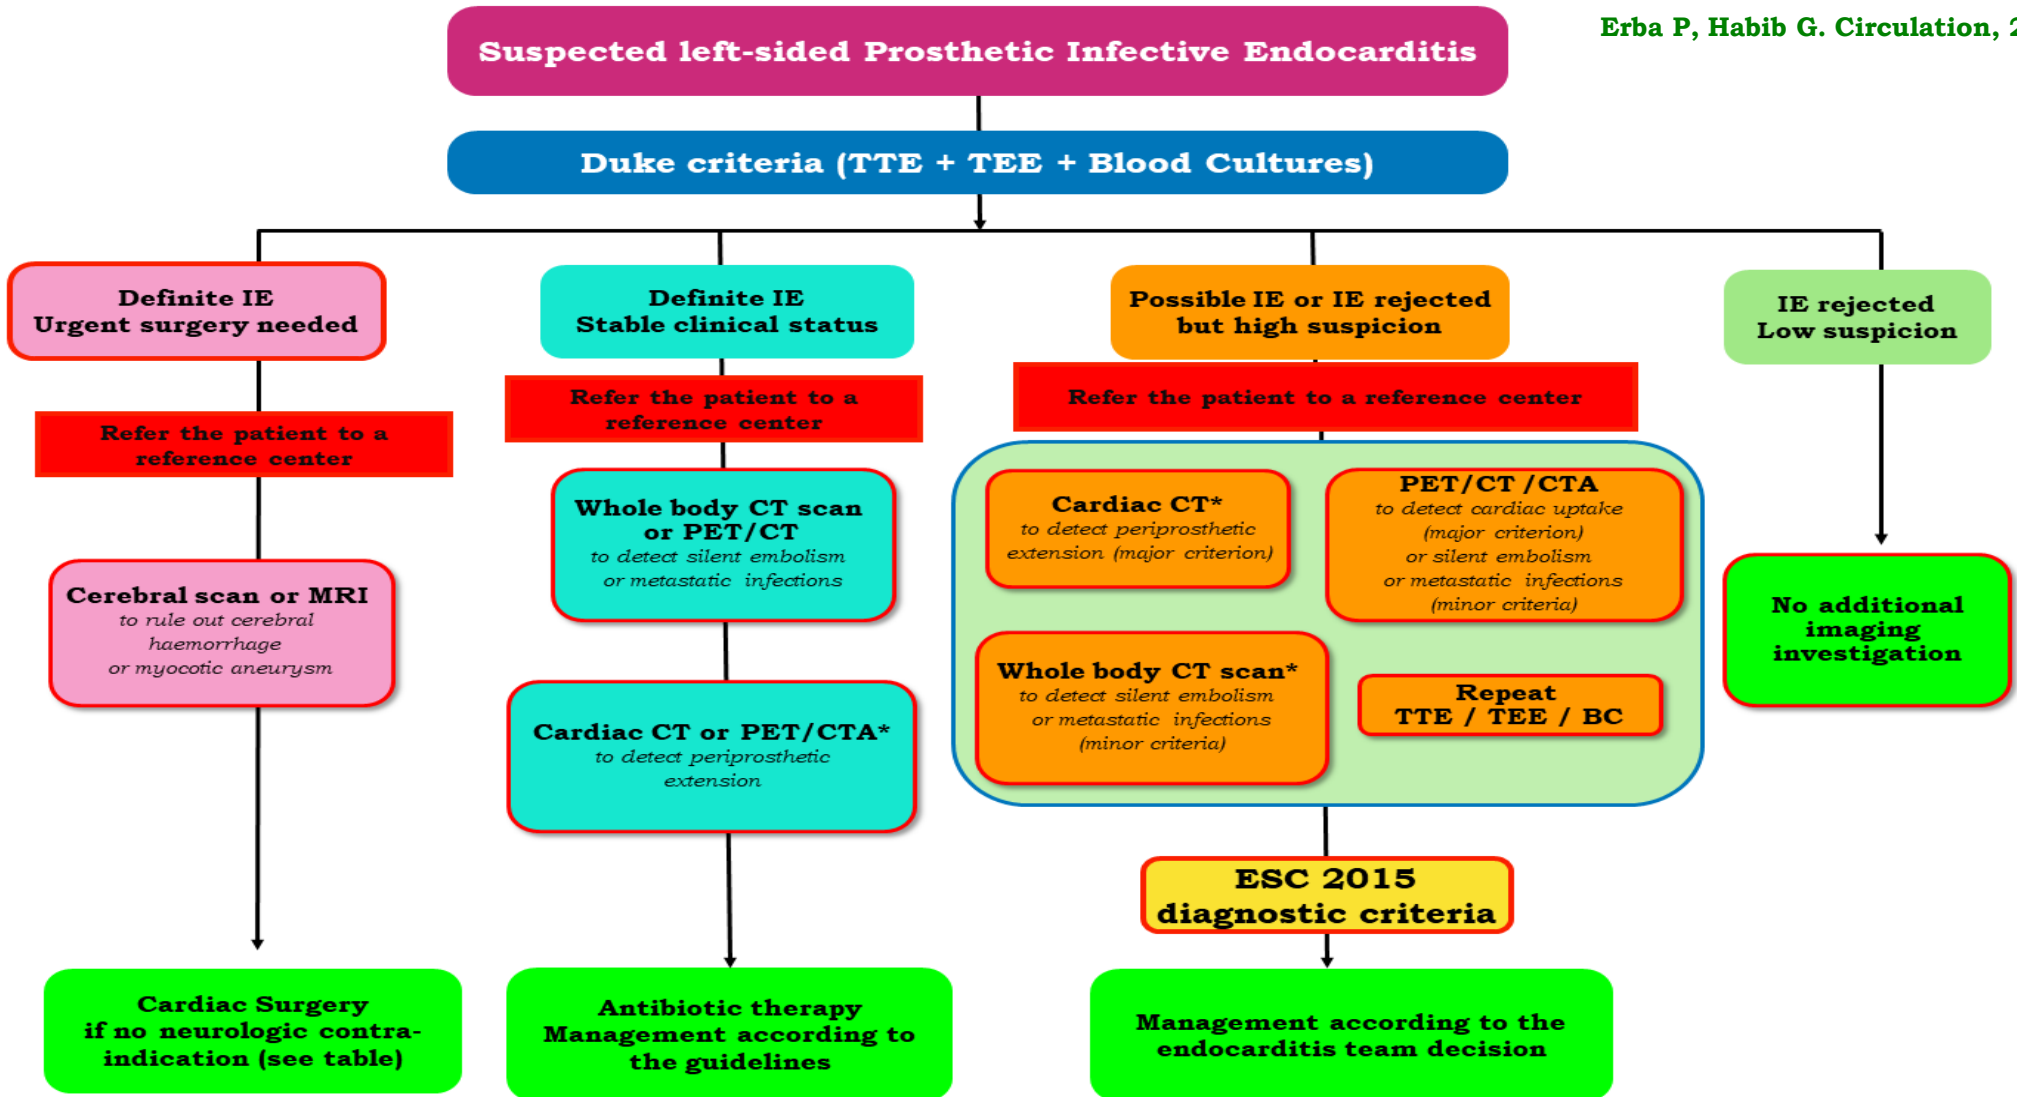 Erba P, Habib G. Circulation, 2
Suspected left-sided Prosthetic Infective Endocarditis
Duke criteria (TTE + TEE + Blood Cultures)
Definite IE
Urgent surgery needed
Refer the patient to a
reference center
Cerebral scan or MRI
to rule out cerebral
haemorrhage
or myocotic aneurysm
Cardiac Surgery
if no neurologic contra-
indication (see table)
Definite IE
Stable clinical status
Refer the patient to a
reference center
Whole body CT scan
or PET/CT
to detect silent embolism
or metastatic infections
Cardiac CT or PET/CTA*
to detect periprosthetic
extension
Antibiotic therapy
Management according to
the guidelines
Possible IE or IE rejected
but high suspicion
Refer the patient to a reference center
Cardiac CT*
to detect periprosthetic
extension (major criterion)
PET/CT /CTA
to detect cardiac uptake
(major criterion)
or silent embolism
or metastatic infections
(minor criteria)
Whole body CT scan*
to detect silent embolism
or metastatic infections
(minor criteria)
Repeat
TTE / TEE / BC
ESC 2015
diagnostic criteria
Management according to the
endocarditis team decision
IE rejected
Low suspicion
No additional
imaging
investigation